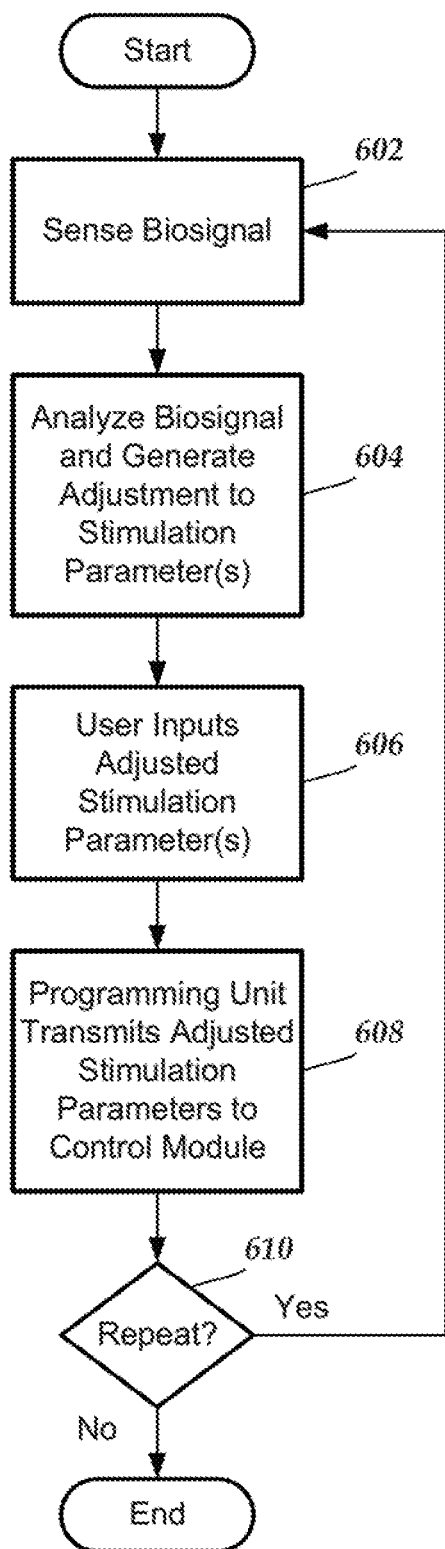 Start
602
Sense Biosignal
Analyze Biosignal
and Generate
Adjustment to
Stimulation
Parameter(s)
604
User Inputs
Adjusted
Stimulation
Parameter(s)
606
Programming Unit
Transmits Adjusted
Stimulation
Parameters to
Control Module
608
610
Repeat?
Yes
No
End